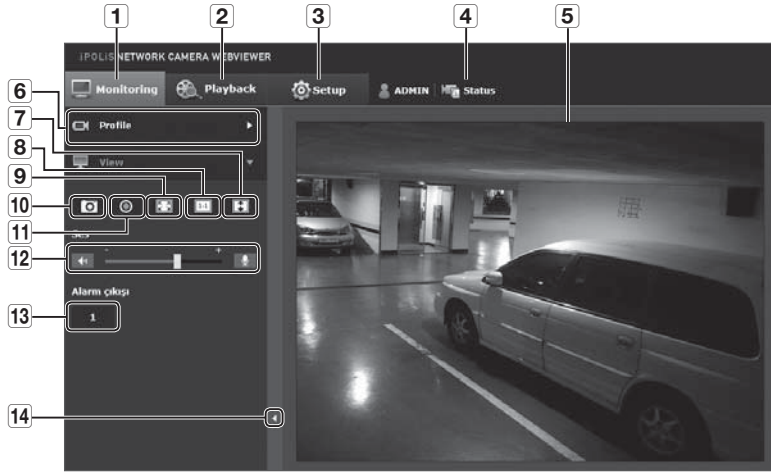 1 2 3 4 5
iPOLiS NETWORK CAMERA WEBVIEWER
Monitoring Playback Setup ADMIN Status
6 Profile
7
View
8
9
10
1:1
11
Ses
12
- +
Alarm çıkışı
13
1
14